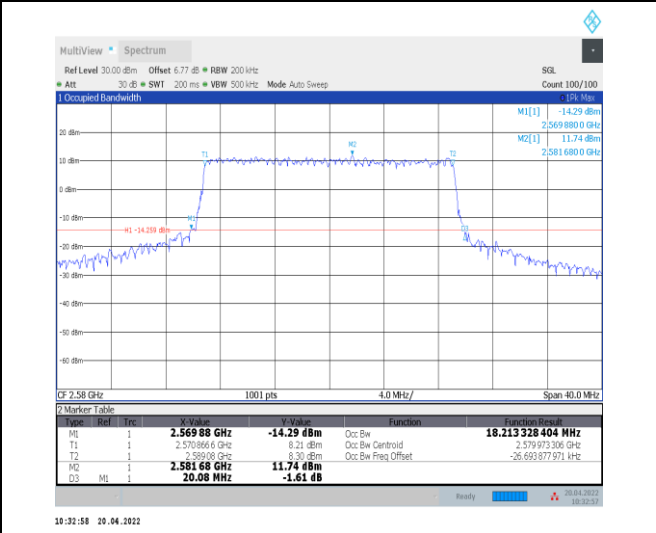 MultiView Spectrum
Ref Level 30.00 dBm Offset 6.77 dB RBW 200 kHz SGL
Att 30 dB SWT 200 ms VBW 500 kHz Mode Auto Sweep Count 100/100
1 Occupied Bandwidth 1Pk Max
M1[1] -14.29 dBm
2.569880 0 GHz
M2[1] 11.74 dBm
2.581680 0 GHz
20 dBm
M2
T1 T2
10 dBm
0 dBm
-10 dBm
M1
H1 -14.259 dBm
D3
-20 dBm
-30 dBm
-40 dBm
-50 dBm
-60 dBm
CF 2.58 GHz 1001 pts 4.0 MHz/ Span 40.0 MHz
2 Marker Table
Type Ref Trc X-Value Y-Value Function Function Result
M1 1 2.569 88 GHz -14.29 dBm Occ Bw 18.213 328 404 MHz
T1 1 2.570 866 6 GHz 8.21 dBm Occ Bw Centroid 2.579 973 306 GHz
T2 1 2.589 08 GHz 8.30 dBm Occ Bw Freq Offset -26.693 877 971 kHz
M2 1 2.581 68 GHz 11.74 dBm
D3 M1 1 20.08 MHz -1.61 dB
Ready 20.04.2022
10:32:57
10:32:58 20.04.2022